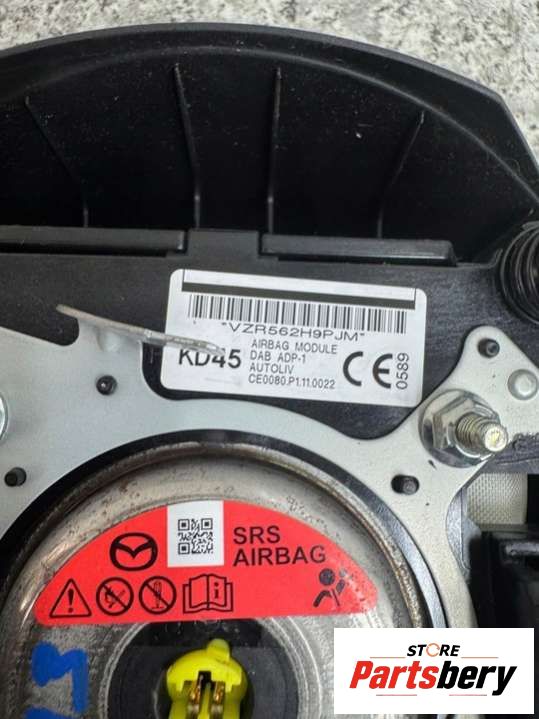 "VZR562H9PJM"
KD45
AIRBAG MODULE
DAB ADP-1
AUTOLIV
CE0080.P1.11.0022
CE
0589
SRS
AIRBAG
STORE
Partsbery